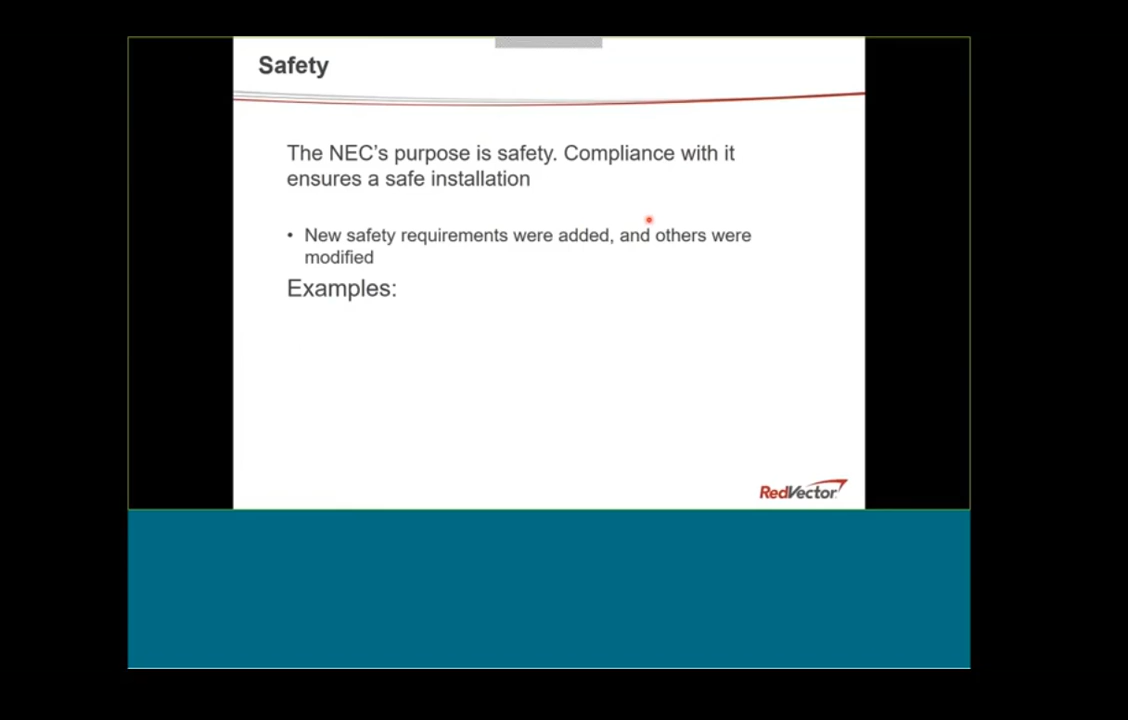 Safety
The NEC's purpose is safety. Compliance with it
ensures a safe installation
• New safety requirements were added, and others were
modified
Examples:
RedVector